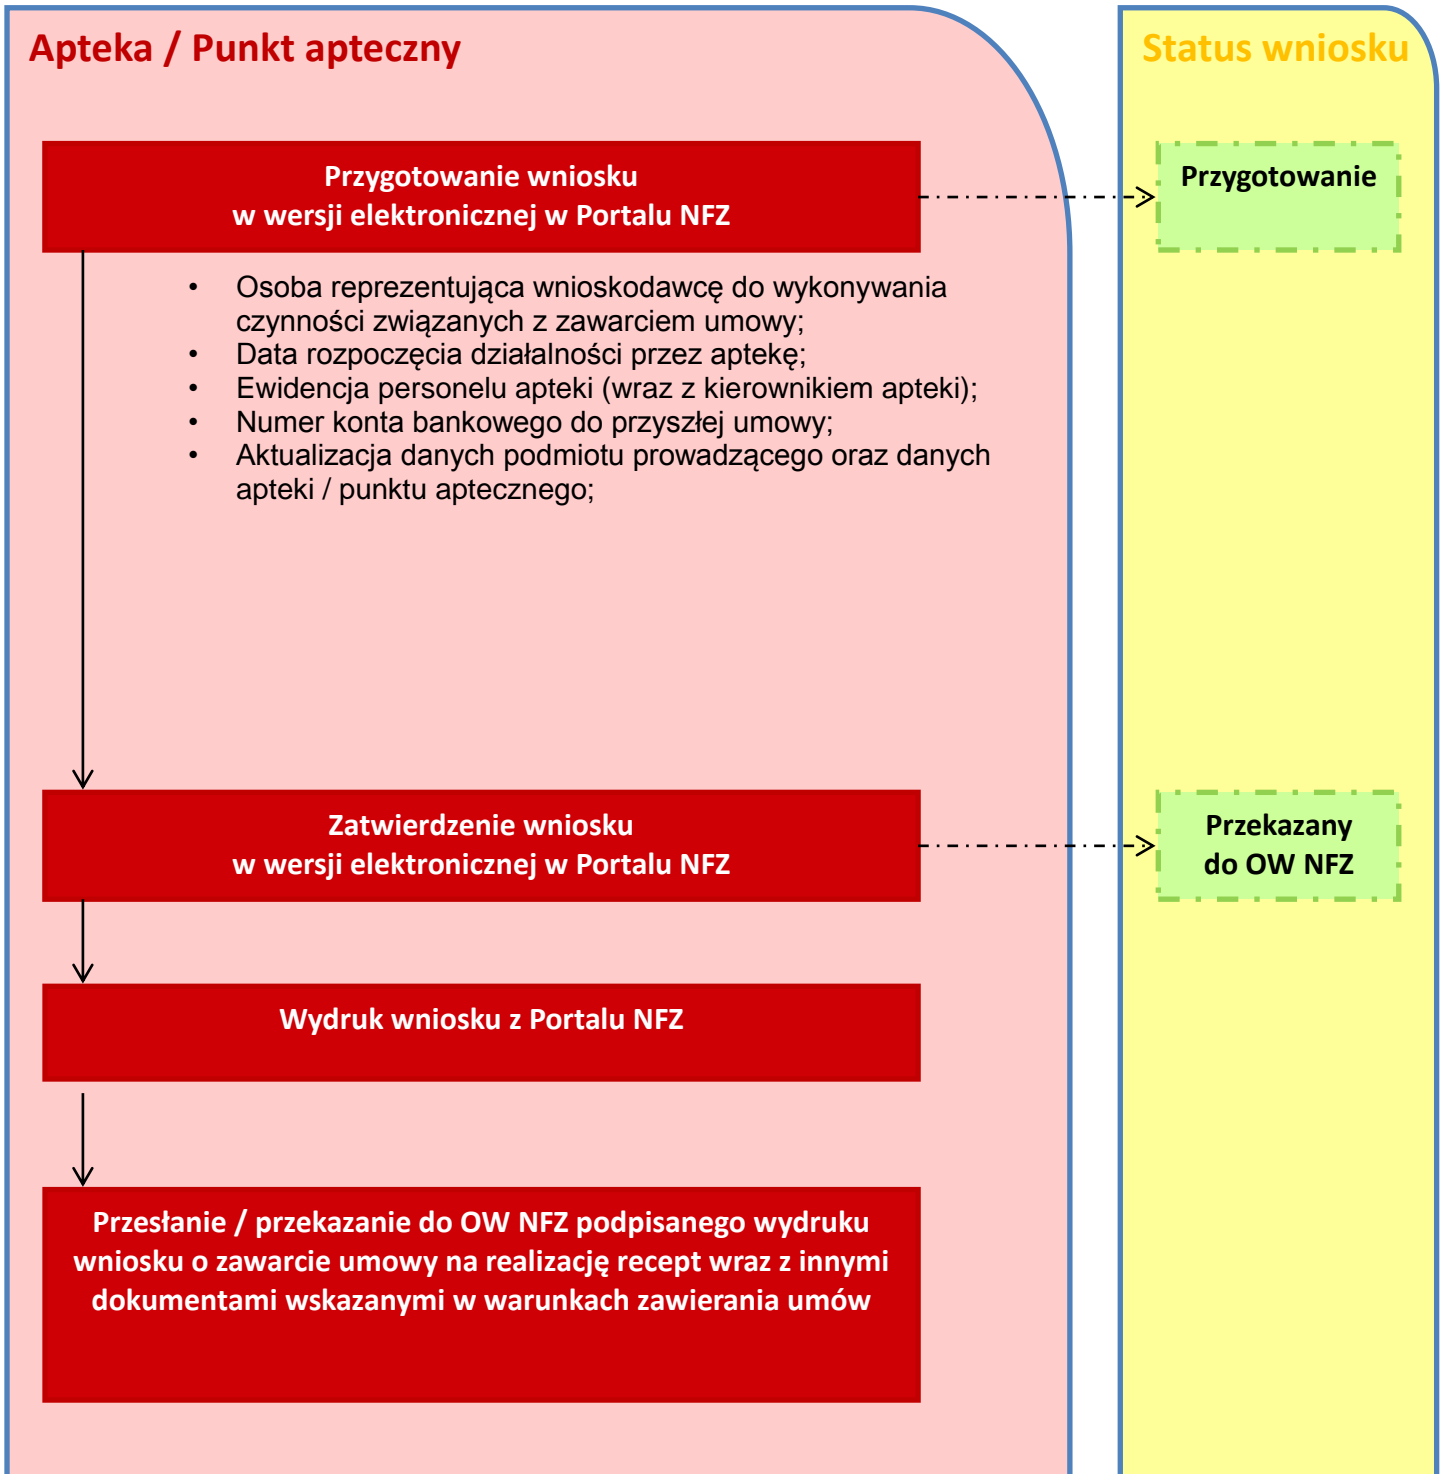 Apteka / Punkt apteczny
Status wniosku
Przygotowanie wniosku
w wersji elektronicznej w Portalu NFZ
Przygotowanie
• Osoba reprezentująca wnioskodawcę do wykonywania
czynności związanych z zawarciem umowy;
• Data rozpoczęcia działalności przez aptekę;
• Ewidencja personelu apteki (wraz z kierownikiem apteki);
• Numer konta bankowego do przyszłej umowy;
• Aktualizacja danych podmiotu prowadzącego oraz danych
apteki / punktu aptecznego;
Zatwierdzenie wniosku
w wersji elektronicznej w Portalu NFZ
Przekazany
do OW NFZ
Wydruk wniosku z Portalu NFZ
Przesłanie / przekazanie do OW NFZ podpisanego wydruku
wniosku o zawarcie umowy na realizację recept wraz z innymi
dokumentami wskazanymi w warunkach zawierania umów